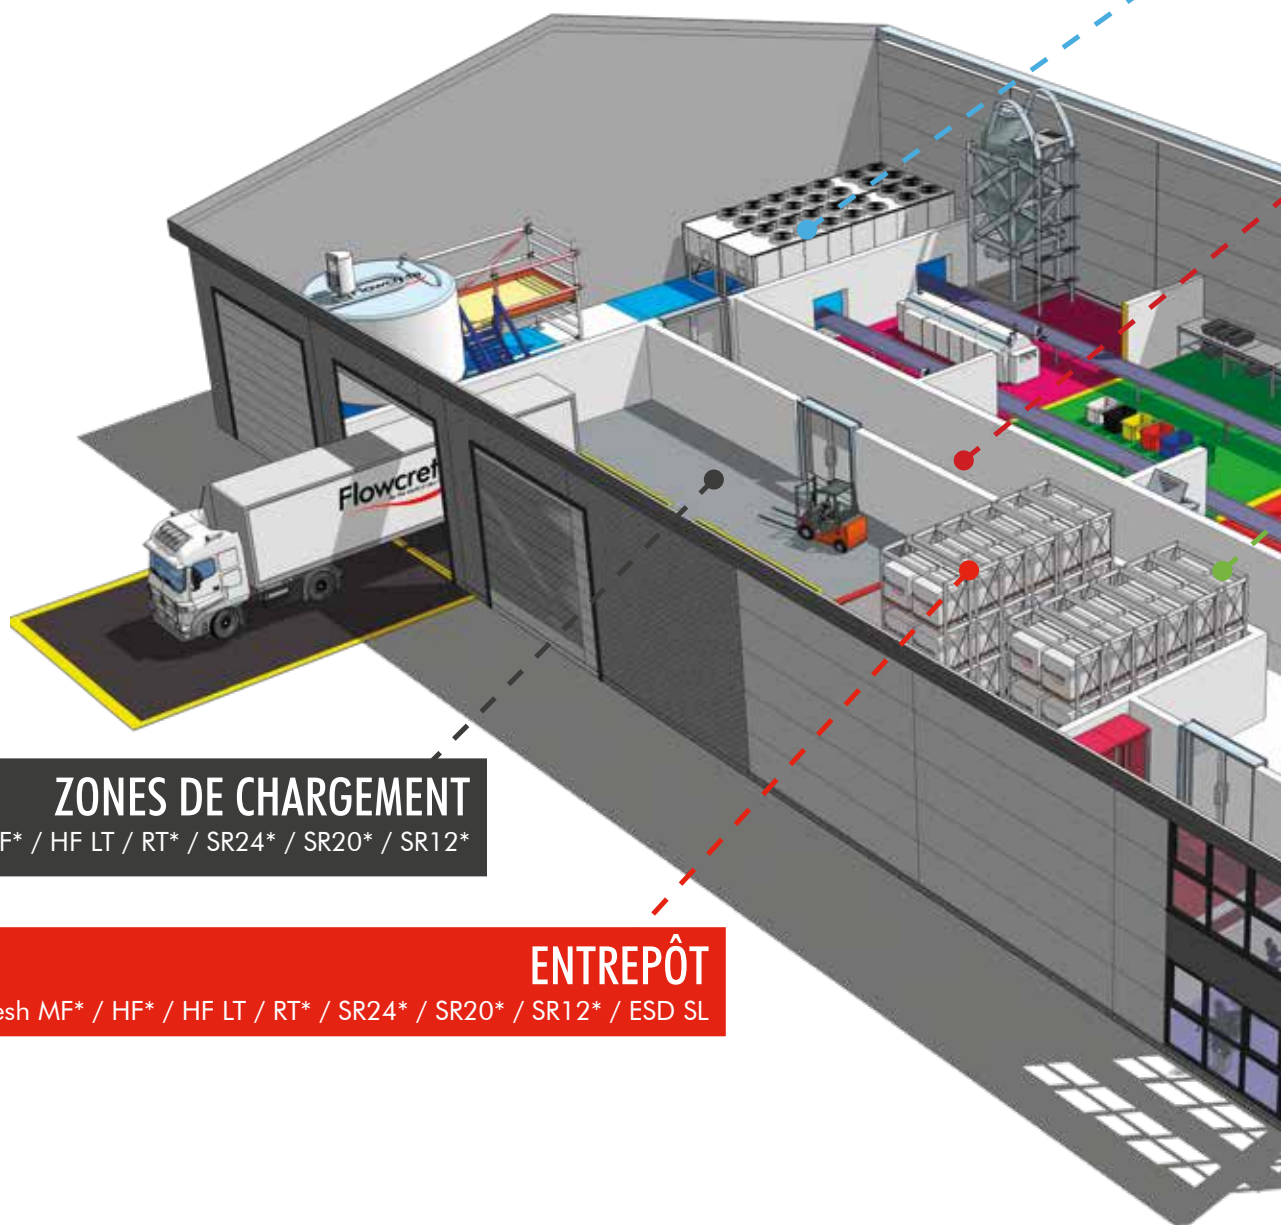 Flowcrete
ZONES DE CHARGEMENT
F* / HF LT / RT* / SR24* / SR20* / SR12*
ENTREPÔT
esh MF* / HF* / HF LT / RT* / SR24* / SR20* / SR12* / ESD SL